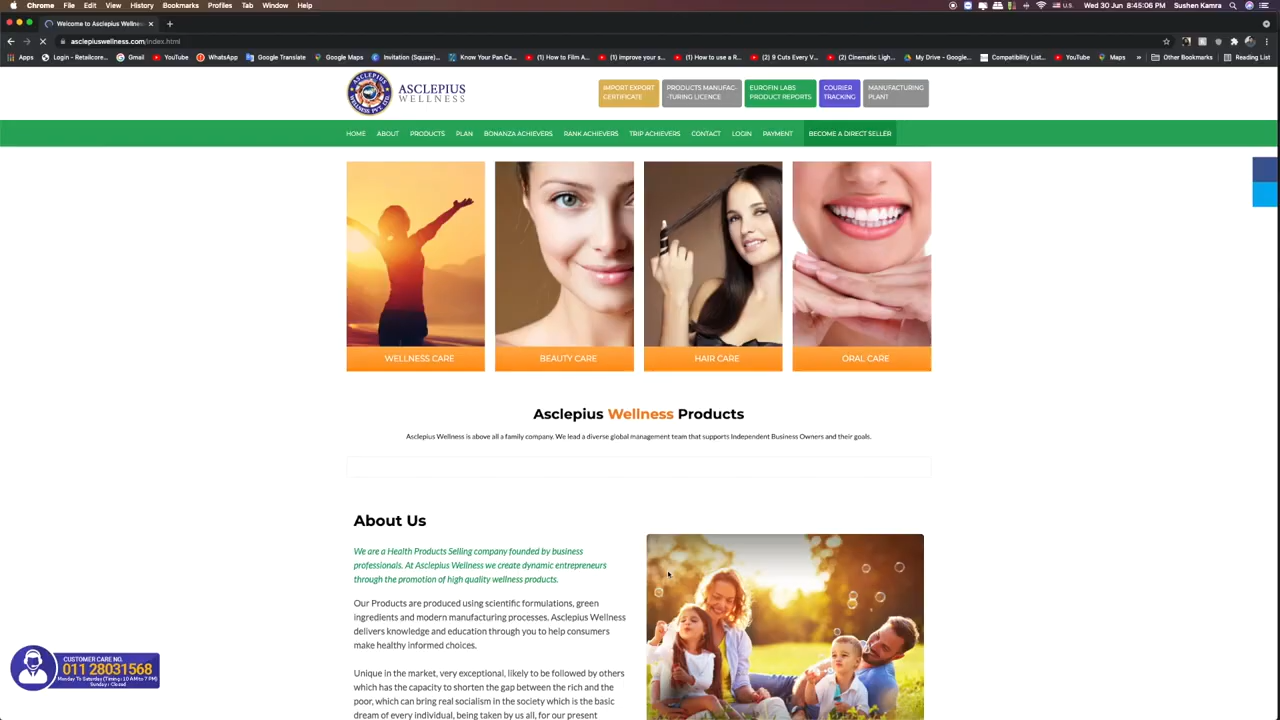 Chrome File Edit View History Bookmarks Profiles Tab Window Help
U.S. Wed 30 Jun 8:45:06 PM Sushen Kamra
Welcome to Asclepius Wellne
asclepiuswellness.com/index.html
Apps Login - Retailcore... Gmail YouTube WhatsApp Google Translate Google Maps Invitation (Square)... Know Your Pan Ca... (1) How to Film A... (1) improve your s... (1) How to use a R... (2) 9 Cuts Every V... (2) Cinematic Ligh... My Drive - Google... Compatibility List... YouTube Maps » Other Bookmarks Reading List
ASCLEPIUS
WELLNESS
IMPORT EXPORT
CERTIFICATE
PRODUCTS MANUFAC-
-TURING LICENCE
EUROFIN LABS
PRODUCT REPORTS
COURIER
TRACKING
MANUFACTURING
PLANT
HOME ABOUT PRODUCTS PLAN BONANZA ACHIEVERS RANK ACHIEVERS TRIP ACHIEVERS CONTACT LOGIN PAYMENT BECOME A DIRECT SELLER
WELLNESS CARE BEAUTY CARE HAIR CARE ORAL CARE
Asclepius Wellness Products
Asclepius Wellness is above all a family company. We lead a diverse global management team that supports Independent Business Owners and their goals.
About Us
We are a Health Products Selling company founded by business
professionals. At Asclepius Wellness we create dynamic entrepreneurs
through the promotion of high quality wellness products.
Our Products are produced using scientific formulations, green
ingredients and modern manufacturing processes. Asclepius Wellness
delivers knowledge and education through you to help consumers
make healthy informed choices.
Unique in the market, very exceptional, likely to be followed by others
which has the capacity to shorten the gap between the rich and the
poor, which can bring real socialism in the society which is the basic
dream of every individual, being taken by us all, for our present
CUSTOMER CARE NO.
011 28031568
Monday To Saturday (Timing : 10 AM to 7 PM)
Sunday : Closed